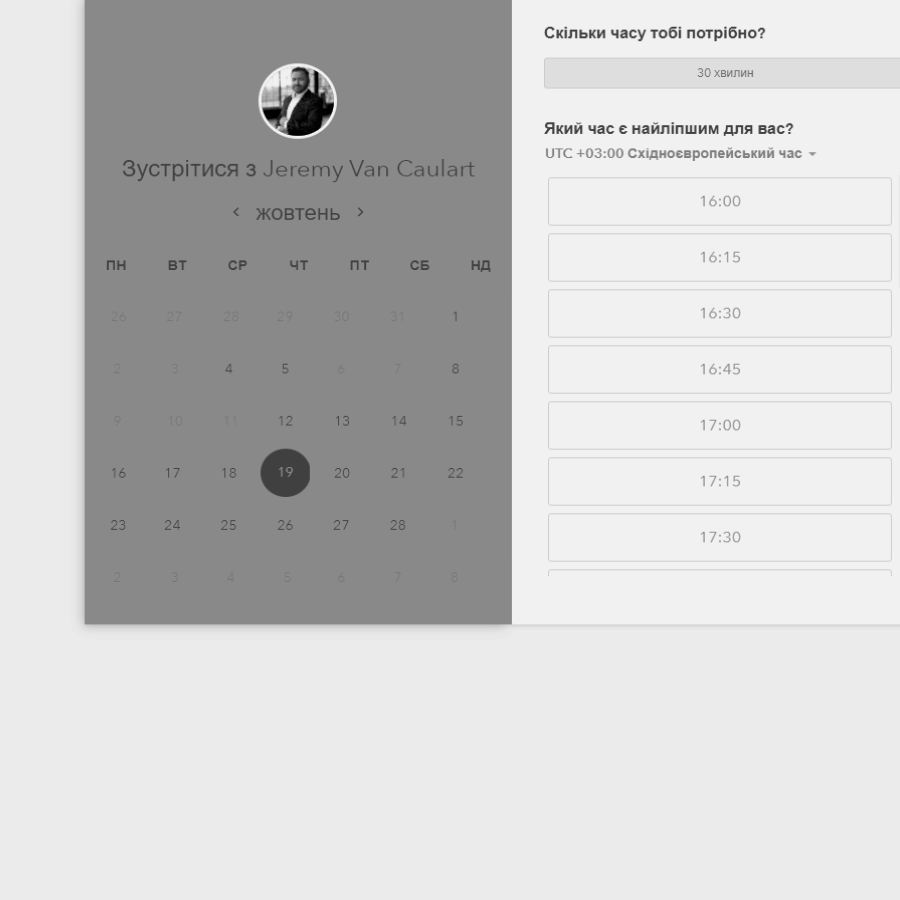 Зустрітися з Jeremy Van Caulart
жовтень
ПН ВТ СР ЧТ ПТ СБ НД
26 27 28 29 30 31 1
2 3 4 5 6 7 8
9 10 11 12 13 14 15
16 17 18 19 20 21 22
23 24 25 26 27 28 1
2 3 4 5 6 7 8
Скільки часу тобі потрібно?
30 хвилин
Який час є найліпшим для вас?
UTC +03:00 Східноєвропейський час
16:00
16:15
16:30
16:45
17:00
17:15
17:30